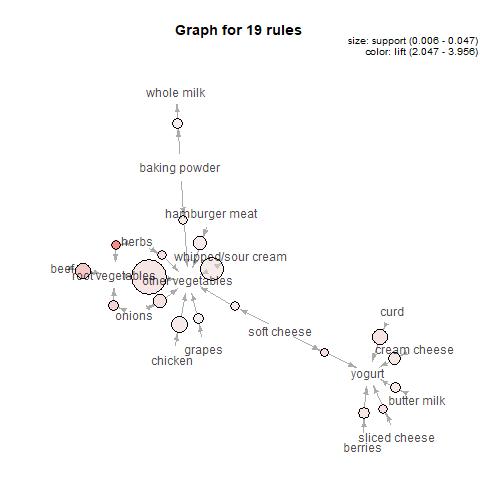 Graph for 19 rules
size: support (0.006 - 0.047)
color: lift (2.047 - 3.956)
whole milk
baking powder
hamburger meat
herbs
whipped/sour cream
beef
root vegetables
other vegetables
onions
curd
soft cheese
grapes
cream cheese
chicken
yogurt
butter milk
sliced cheese
berries